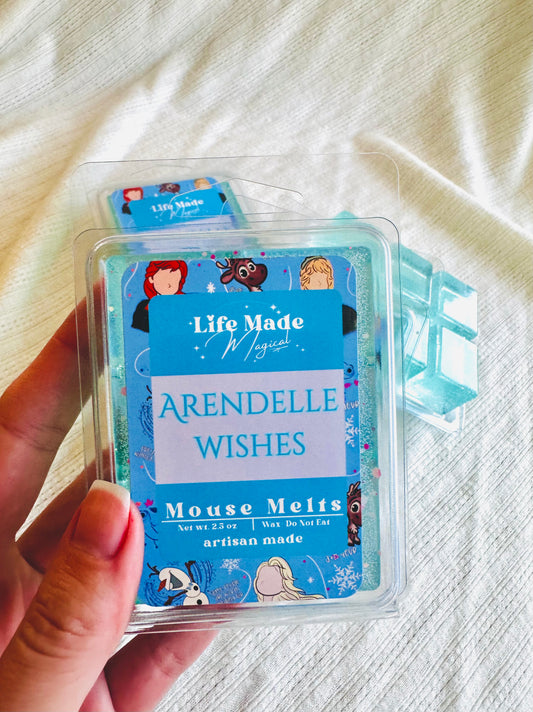 Life Made
Magical
Life Made
Magical
ARENDELLE
WISHES
Mouse Melts
Net wt. 2.5 oz | Wax Do Not Eat
artisan made